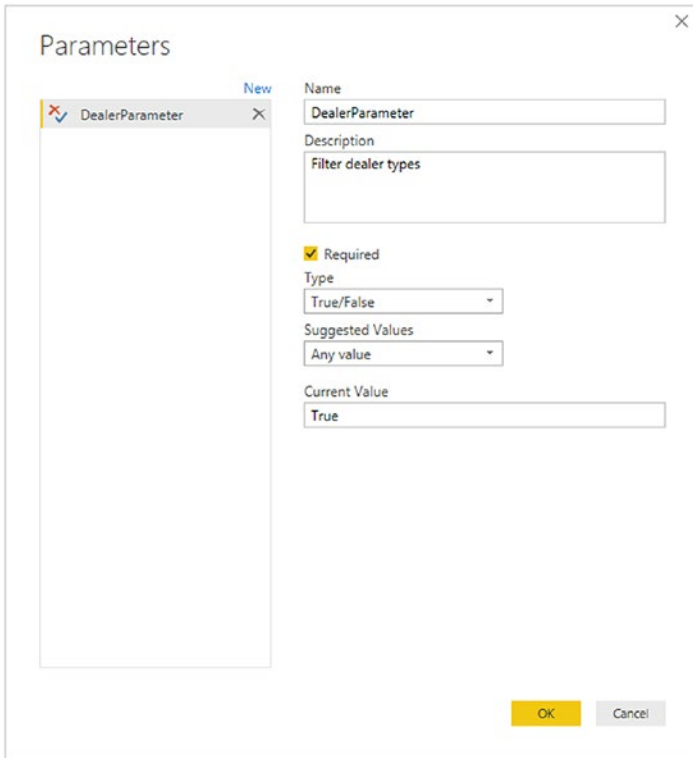 Parameters
New
DealerParameter
Name
DealerParameter
Description
Filter dealer types
Required
Type
True/False
Suggested Values
Any value
Current Value
True
OK
Cancel